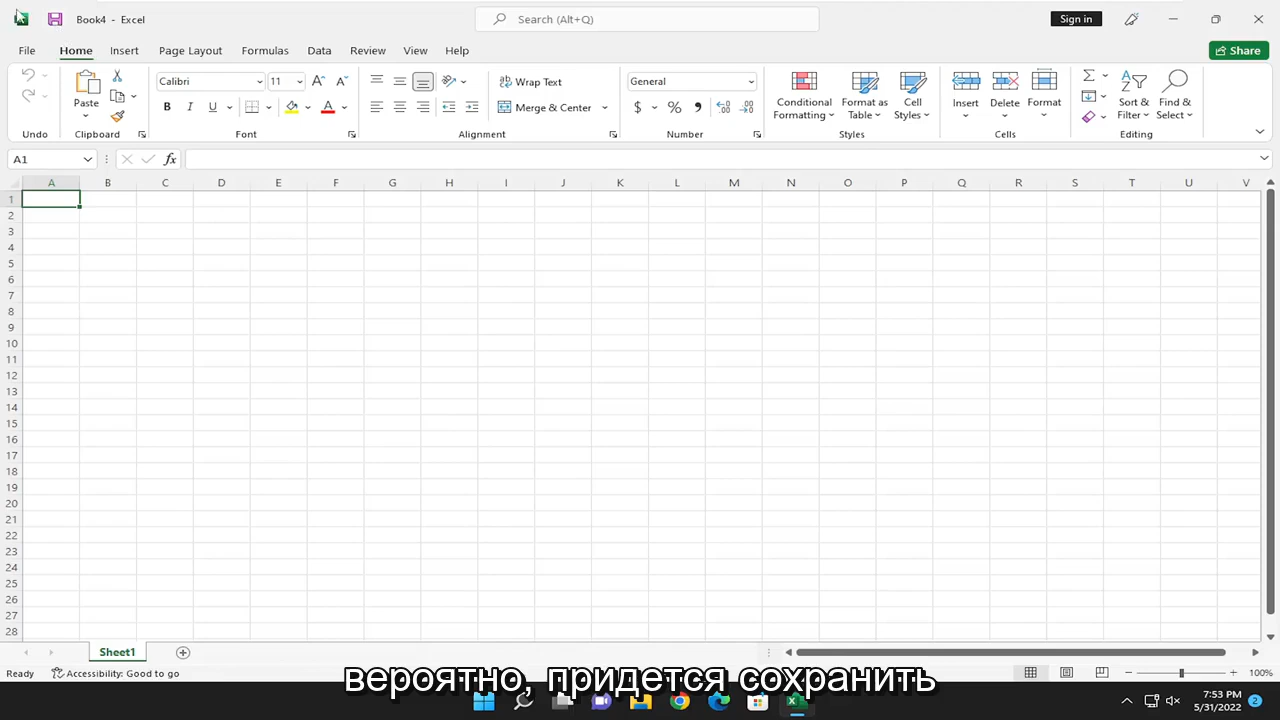 Book4 - Excel
Search (Alt+Q)
Sign in
File Home Insert Page Layout Formulas Data Review View Help
Share
Calibri 11
Wrap Text
General
Paste
B I U
A
Merge & Center
$ %
Conditional Formatting
Format as Table
Cell Styles
Insert
Delete
Format
Sort & Filter
Find & Select
Undo Clipboard Font Alignment Number Styles Cells Editing
A1
fx
A B C D E F G H I J K L M N O P Q R S T U V
1
2
3
4
5
6
7
8
9
10
11
12
13
14
15
16
17
18
19
20
21
22
23
24
25
26
27
28
Sheet1
Ready Accessibility: Good to go
100%
вероятно, придется сохранить
7:53 PM
5/31/2022
2